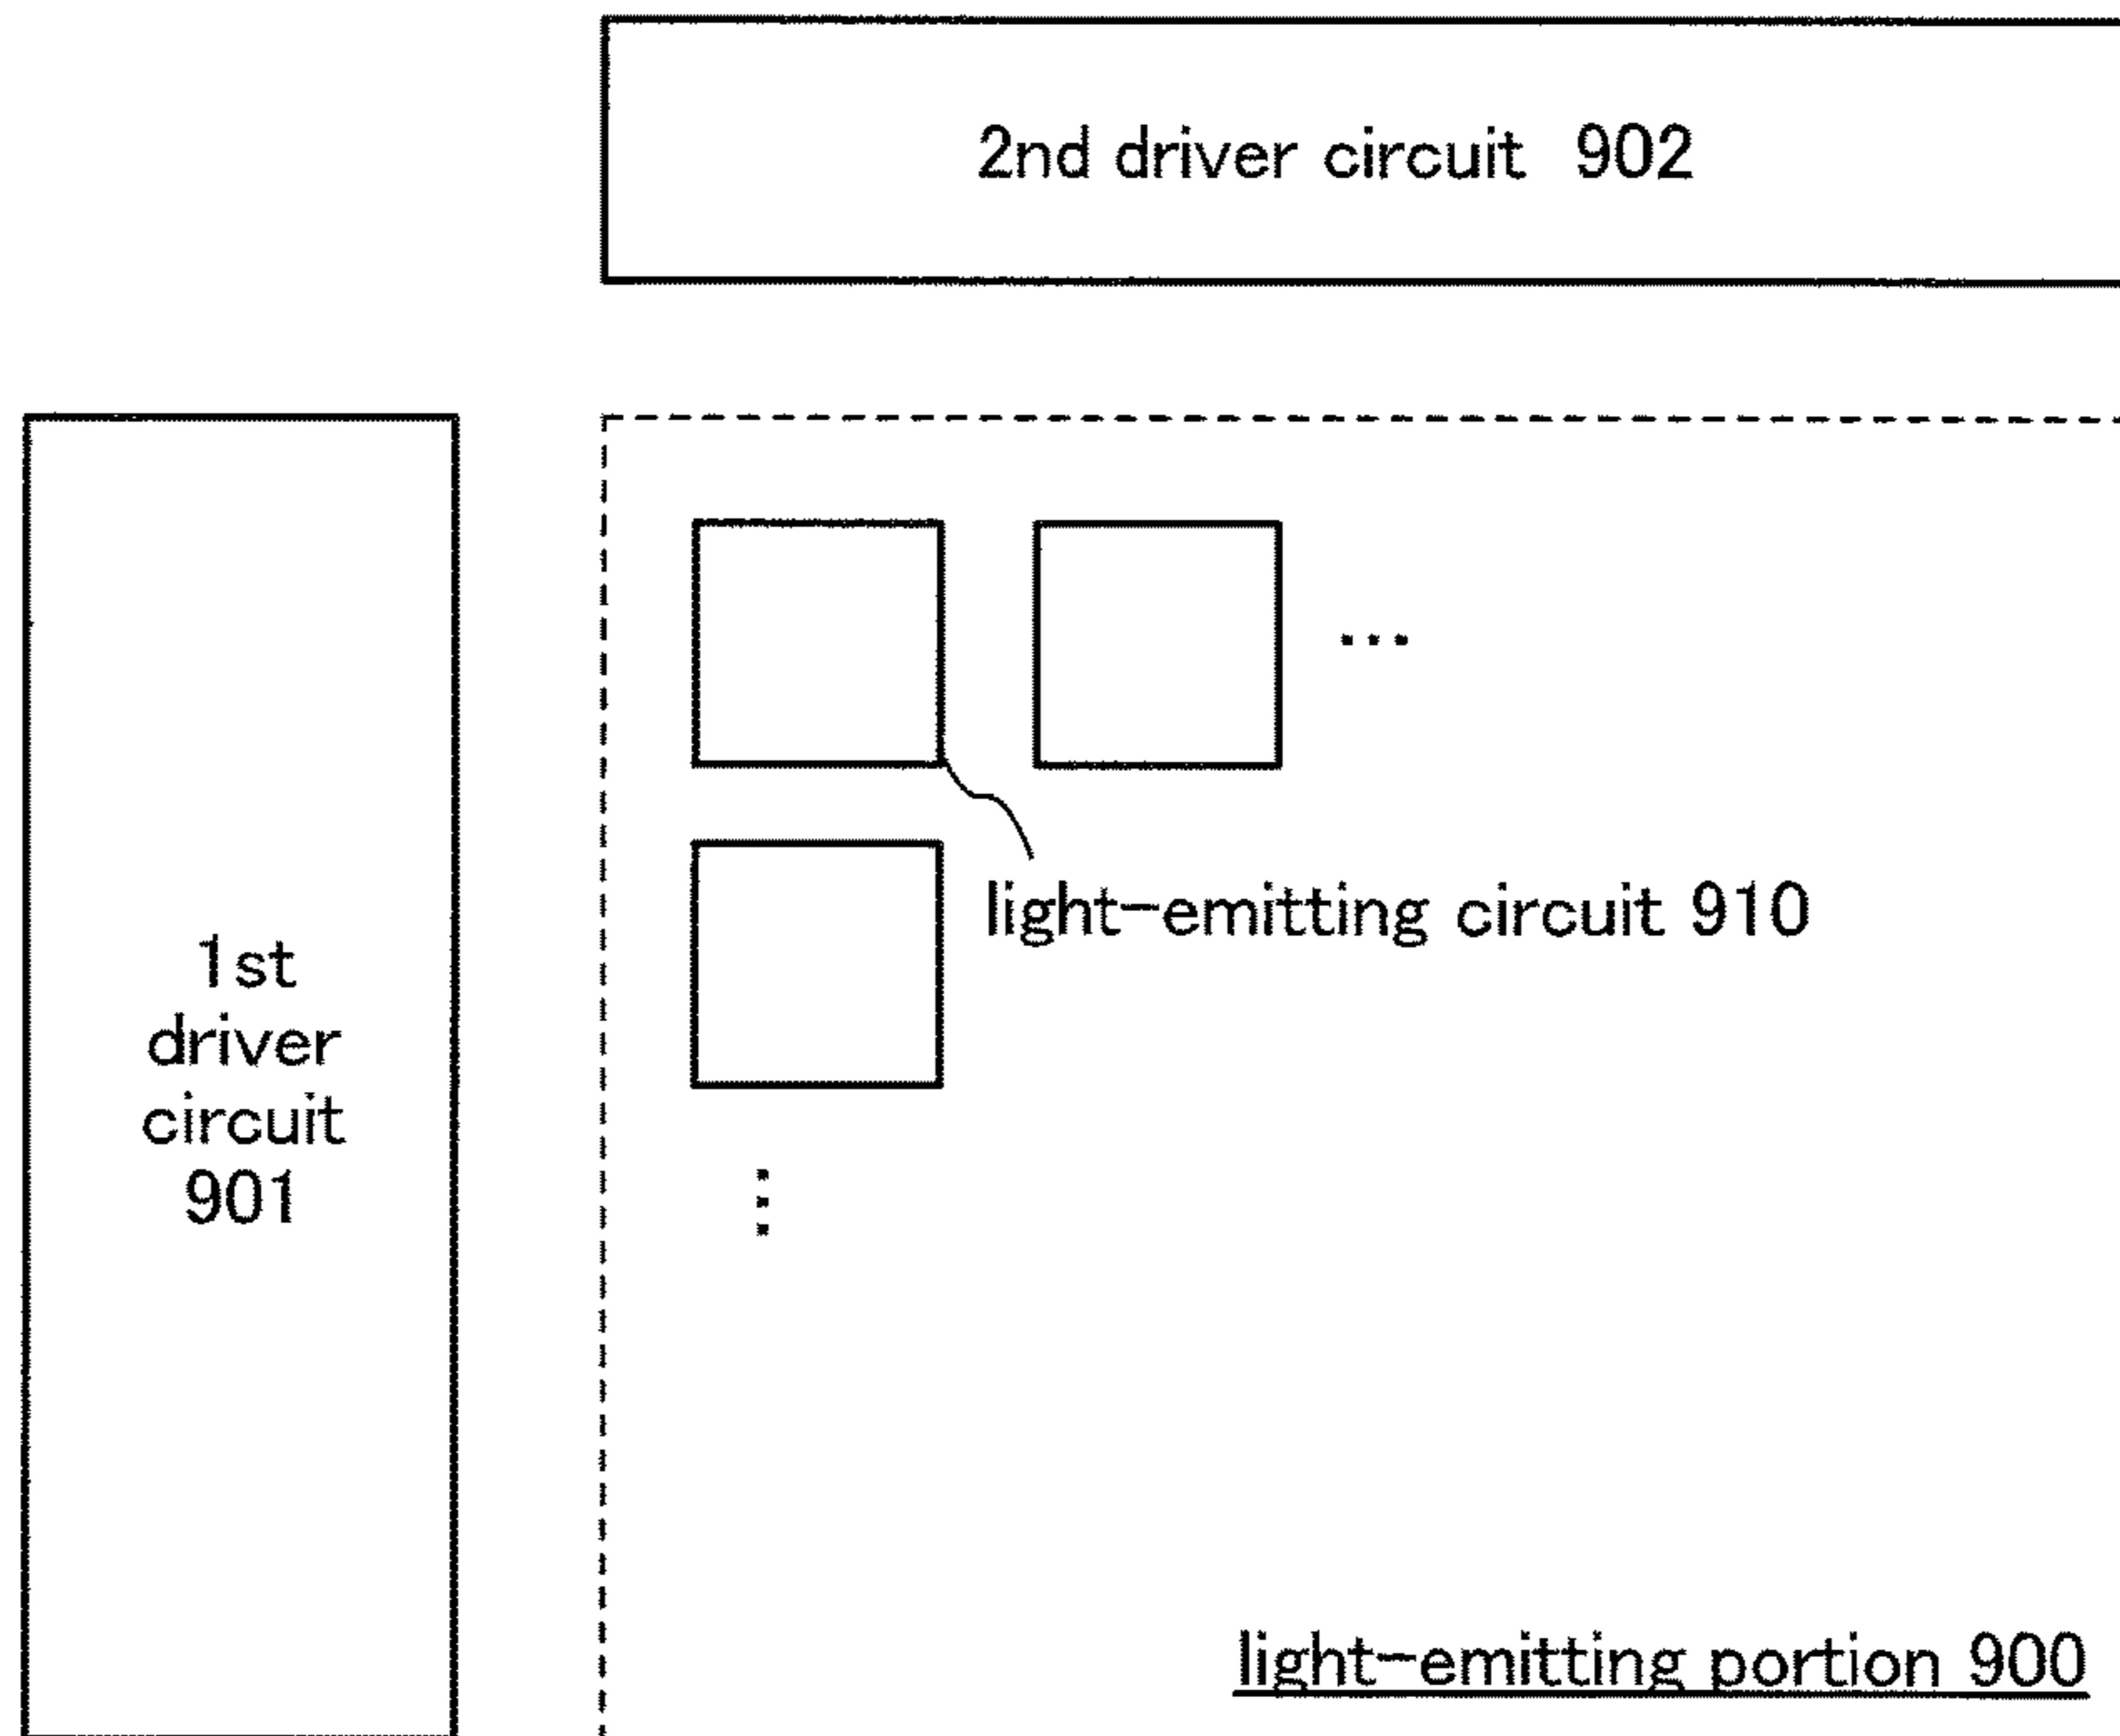 2nd driver circuit 902
light-emitting circuit 910
1st
driver
circuit
901
light-emitting portion 900